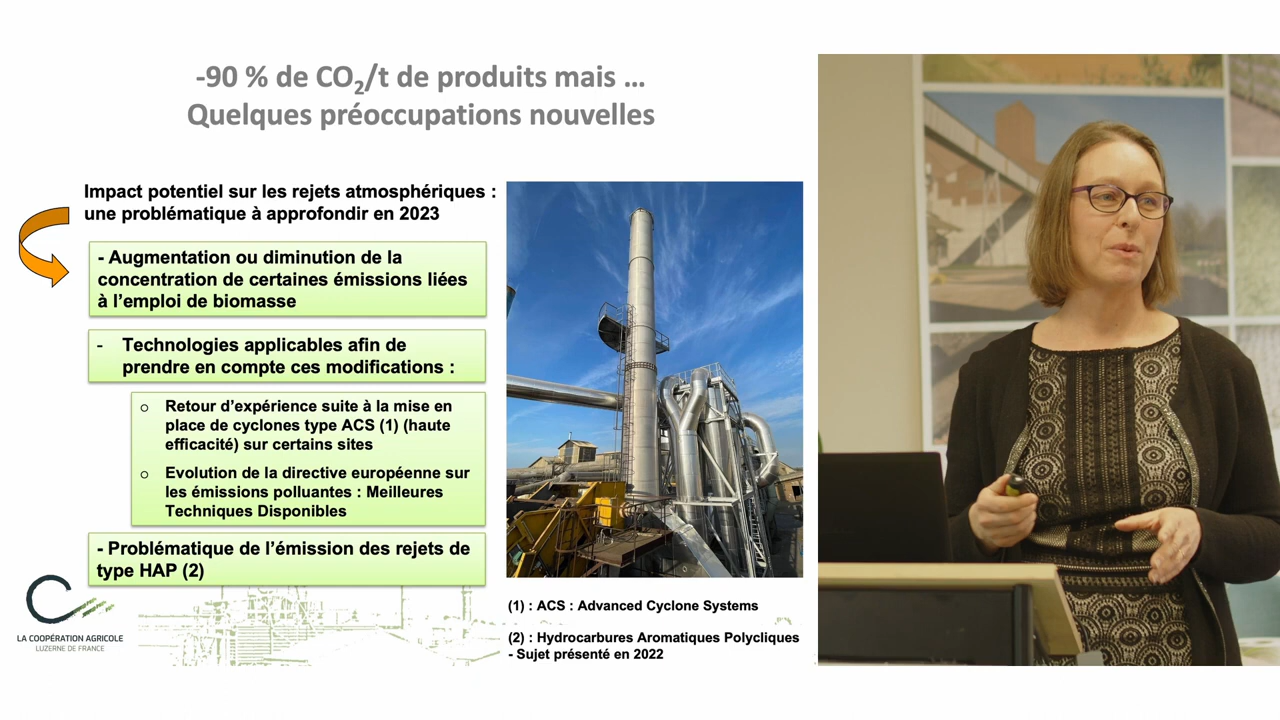 -90 % de CO₂/t de produits mais …
Quelques préoccupations nouvelles
Impact potentiel sur les rejets atmosphériques :
une problématique à approfondir en 2023
- Augmentation ou diminution de la
concentration de certaines émissions liées
à l’emploi de biomasse
- Technologies applicables afin de
prendre en compte ces modifications :
o Retour d’expérience suite à la mise en
place de cyclones type ACS (1) (haute
efficacité) sur certains sites
o Evolution de la directive européenne sur
les émissions polluantes : Meilleures
Techniques Disponibles
- Problématique de l’émission des rejets de
type HAP (2)
(1) : ACS : Advanced Cyclone Systems
(2) : Hydrocarbures Aromatiques Polycliques
- Sujet présenté en 2022
LA COOPÉRATION AGRICOLE
LUZERNE DE FRANCE